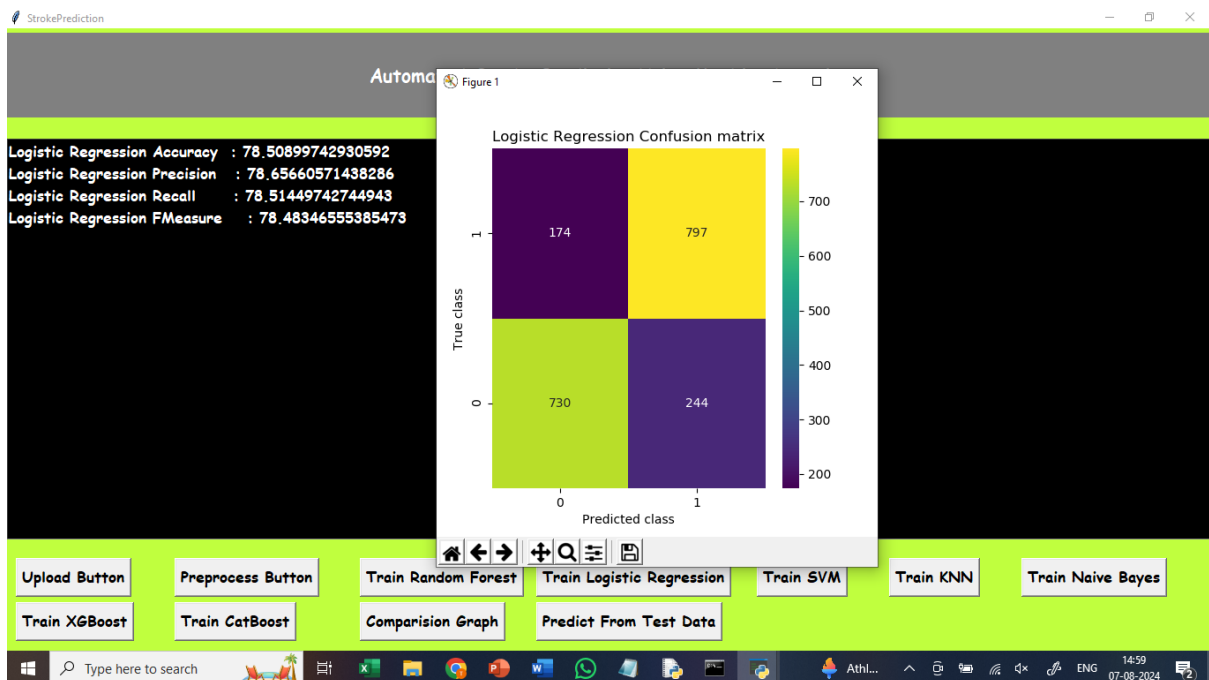 StrokePrediction
Automa
Figure 1
Logistic Regression Accuracy : 78.50899742930592
Logistic Regression Precision : 78.65660571438286
Logistic Regression Recall : 78.51449742744943
Logistic Regression FMeasure : 78.48346555385473
Logistic Regression Confusion matrix
1
174
797
0
730
244
True class
0
1
Predicted class
700
600
500
400
300
200
Upload Button
Preprocess Button
Train Random Forest
Train Logistic Regression
Train SVM
Train KNN
Train Naive Bayes
Train XGBoost
Train CatBoost
Comparision Graph
Predict From Test Data
Type here to search
Athl...
ENG
14:59
07-08-2024
2